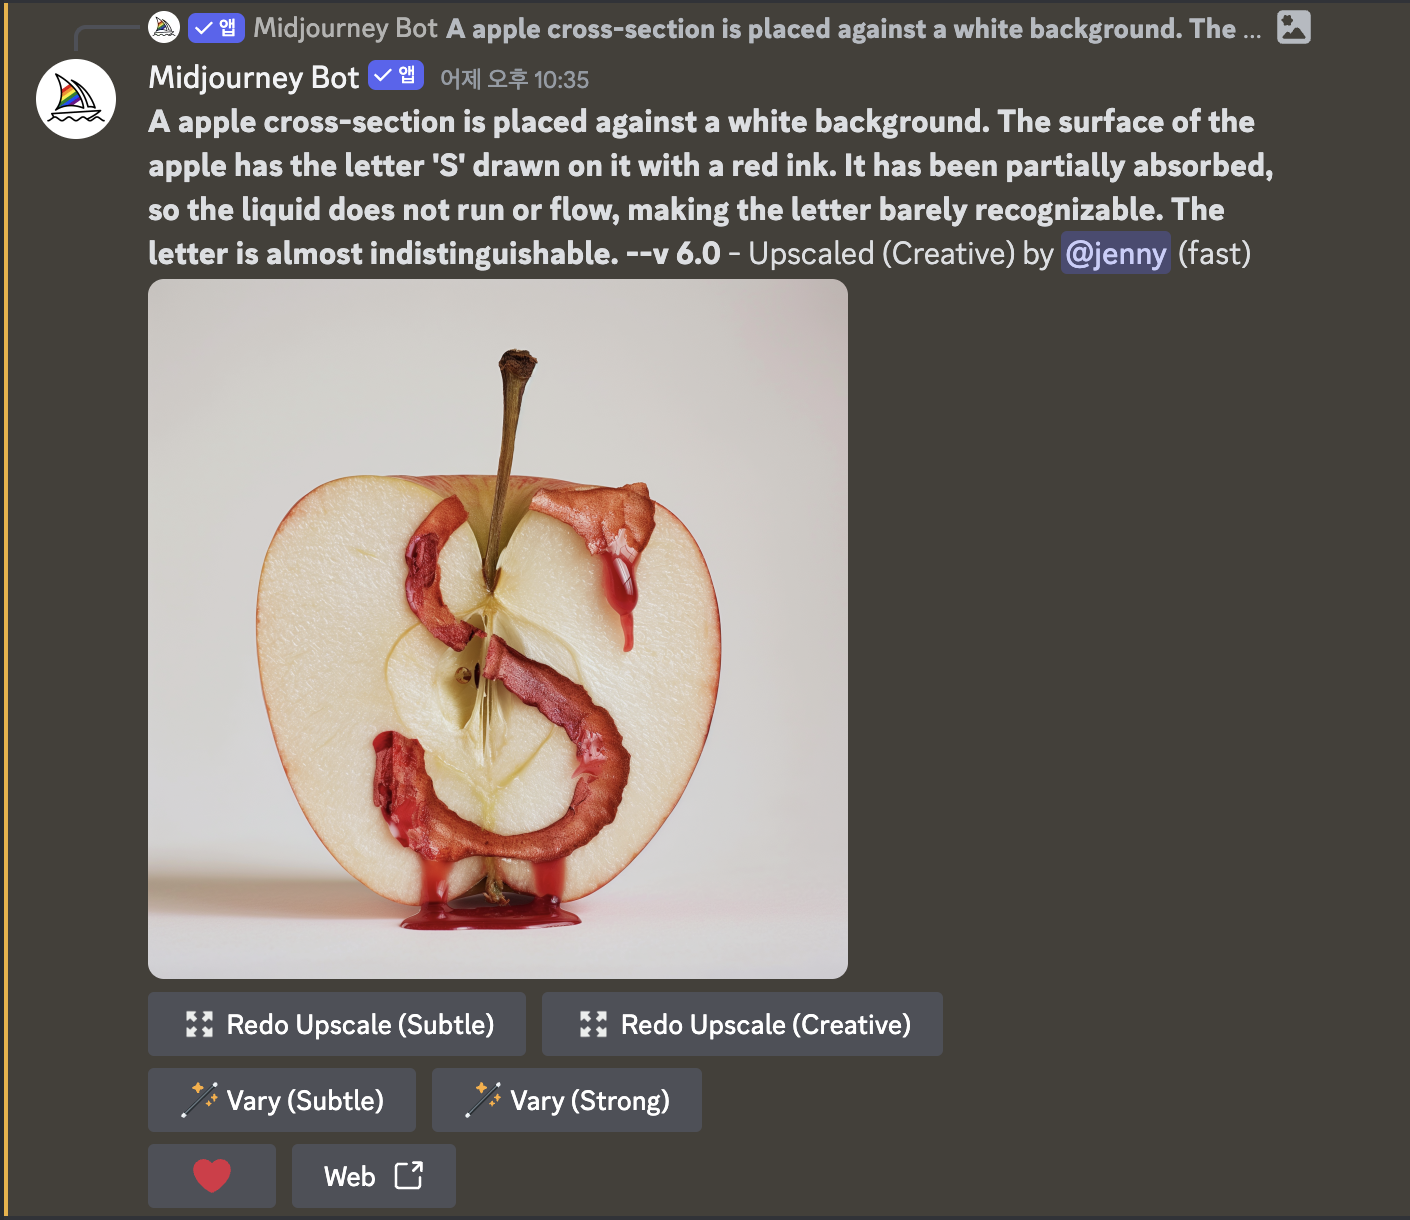 앱 Midjourney Bot A apple cross-section is placed against a white background. The ...
Midjourney Bot 앱 어제 오후 10:35
A apple cross-section is placed against a white background. The surface of the
apple has the letter 'S' drawn on it with a red ink. It has been partially absorbed,
so the liquid does not run or flow, making the letter barely recognizable. The
letter is almost indistinguishable. --v 6.0 - Upscaled (Creative) by @jenny (fast)
S
Redo Upscale (Subtle) Redo Upscale (Creative)
Vary (Subtle) Vary (Strong)
Web